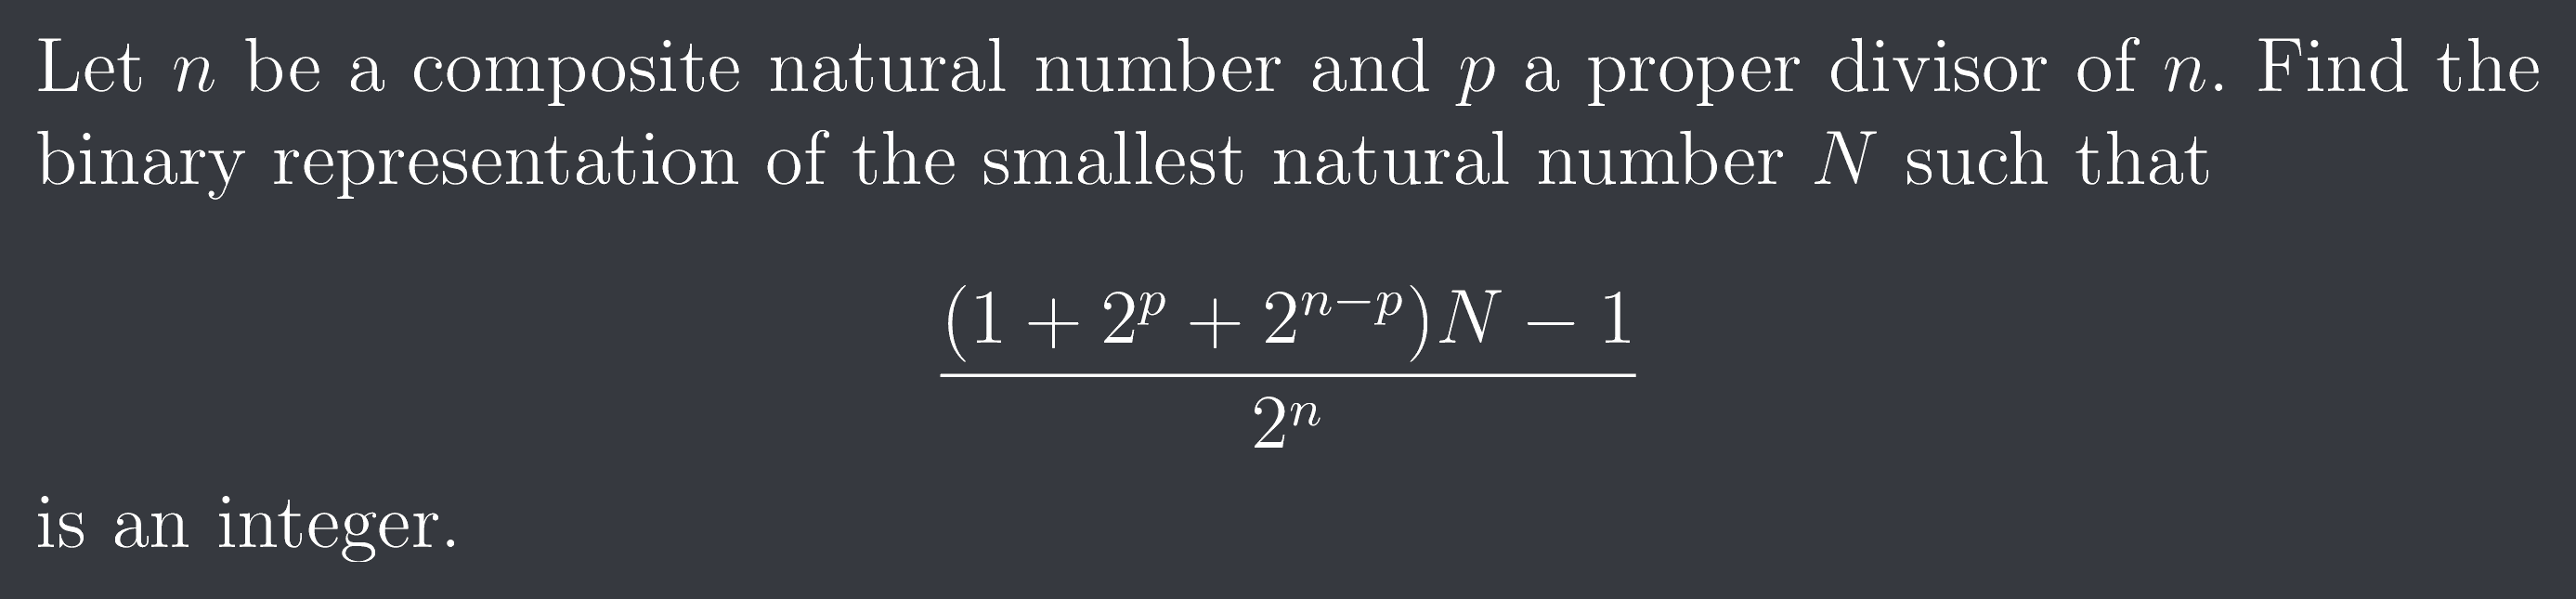 Let n be a composite natural number and p a proper divisor of n. Find the
binary representation of the smallest natural number N such that
(1 + 2^p + 2^{n−p})N − 1
2^n
is an integer.